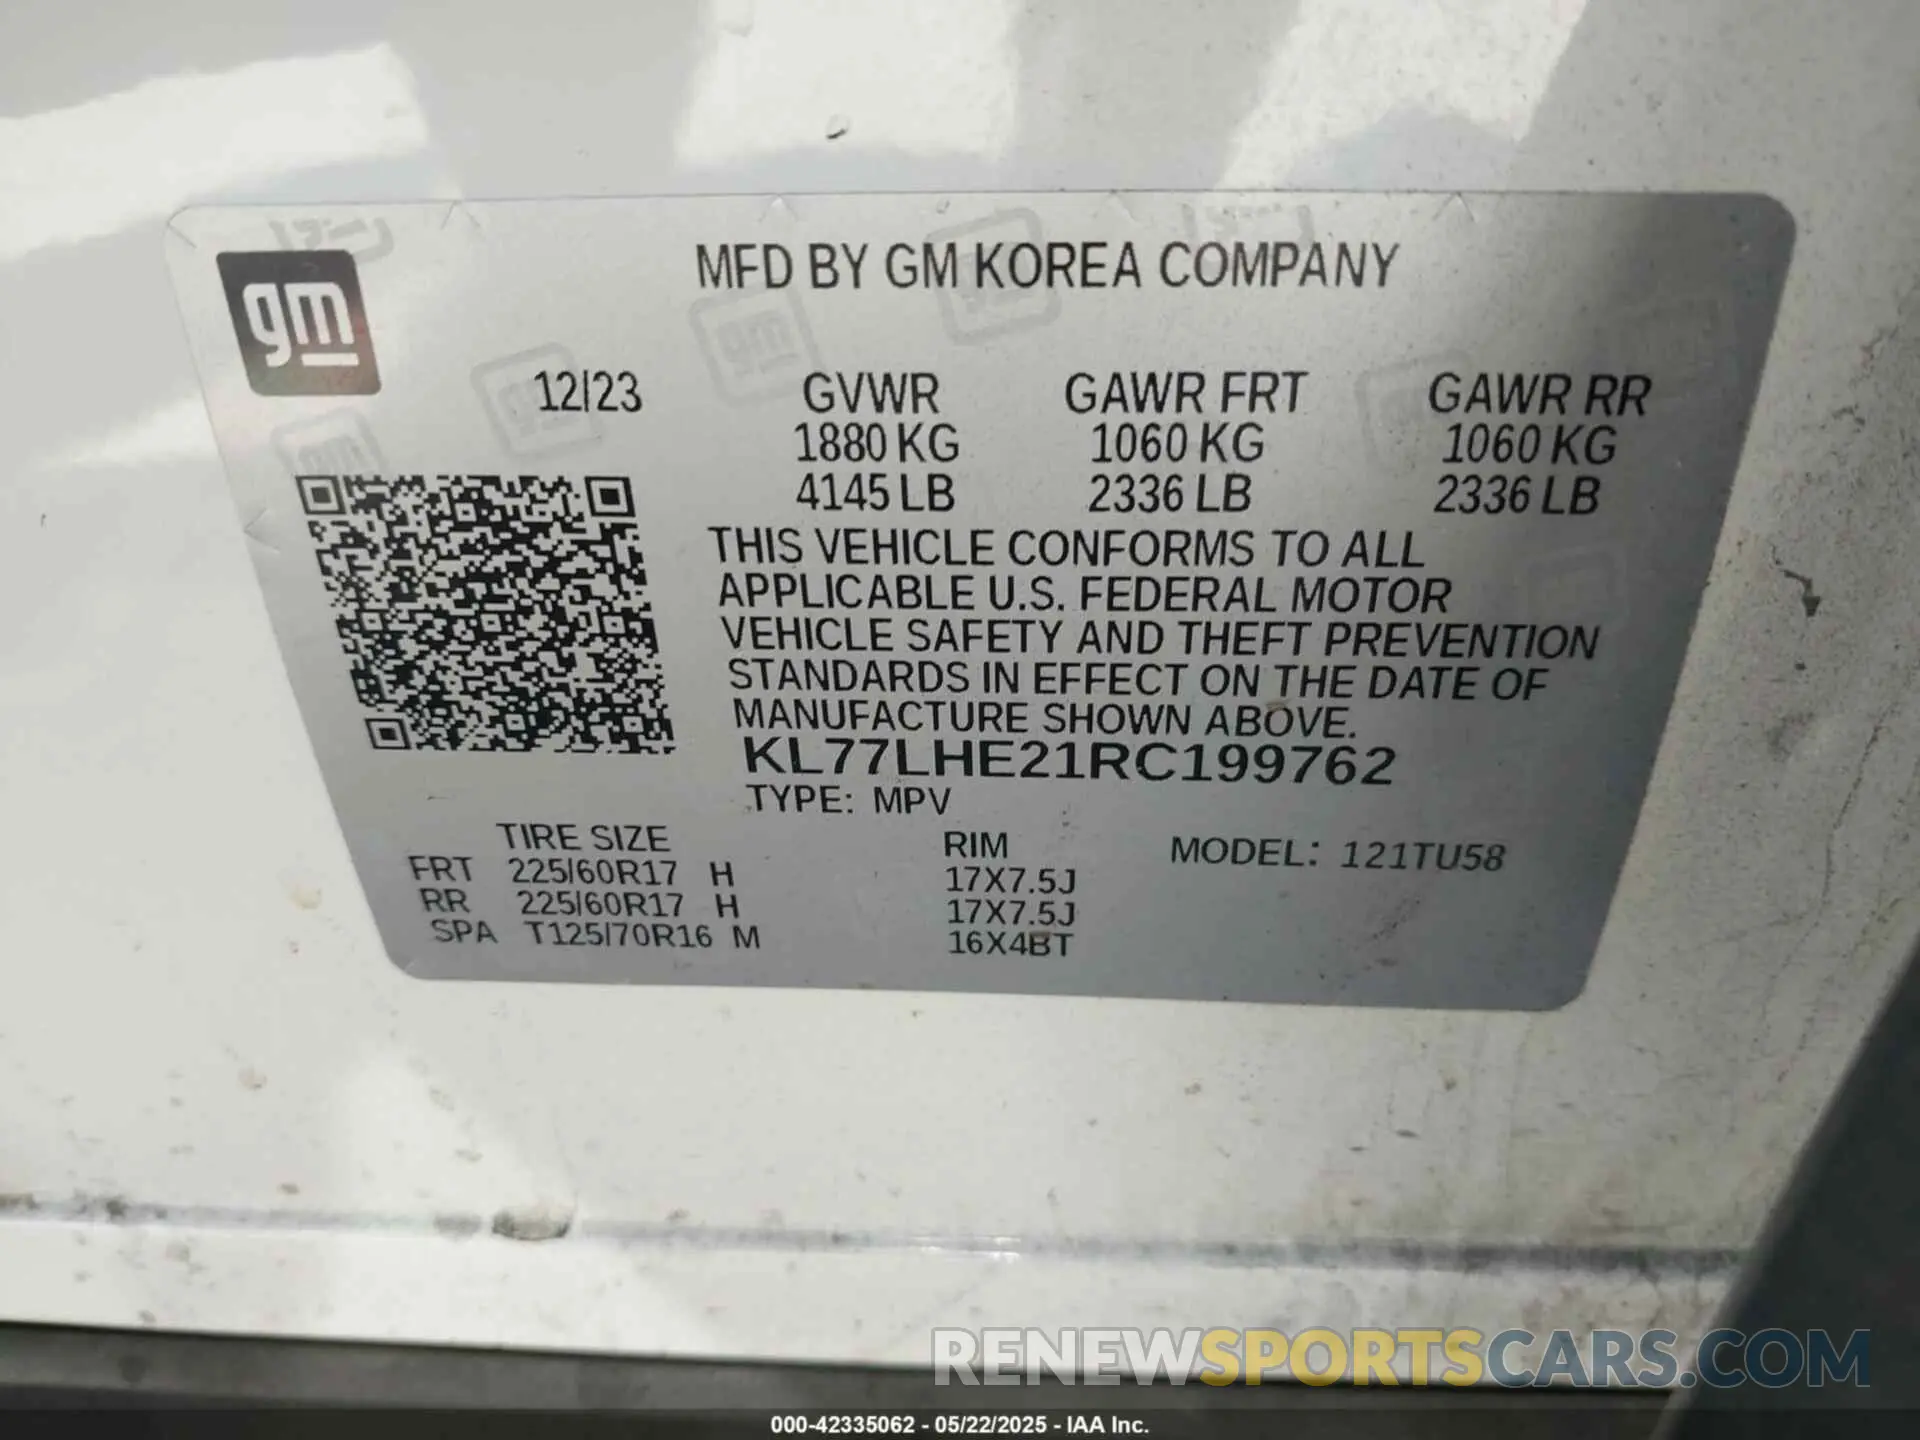 gm
MFD BY GM KOREA COMPANY
12/23 GVWR GAWR FRT GAWR RR
1880 KG 1060 KG 1060 KG
4145 LB 2336 LB 2336 LB
THIS VEHICLE CONFORMS TO ALL
APPLICABLE U.S. FEDERAL MOTOR
VEHICLE SAFETY AND THEFT PREVENTION
STANDARDS IN EFFECT ON THE DATE OF
MANUFACTURE SHOWN ABOVE.
KL77LHE21RC199762
TYPE: MPV
TIRE SIZE RIM MODEL: 121TU58
FRT 225/60R17 H 17X7.5J
RR 225/60R17 H 17X7.5J
SPA T125/70R16 M 16X4BT
RENEWSPORTSCARS.COM
000-42335062 - 05/22/2025 - IAA Inc.